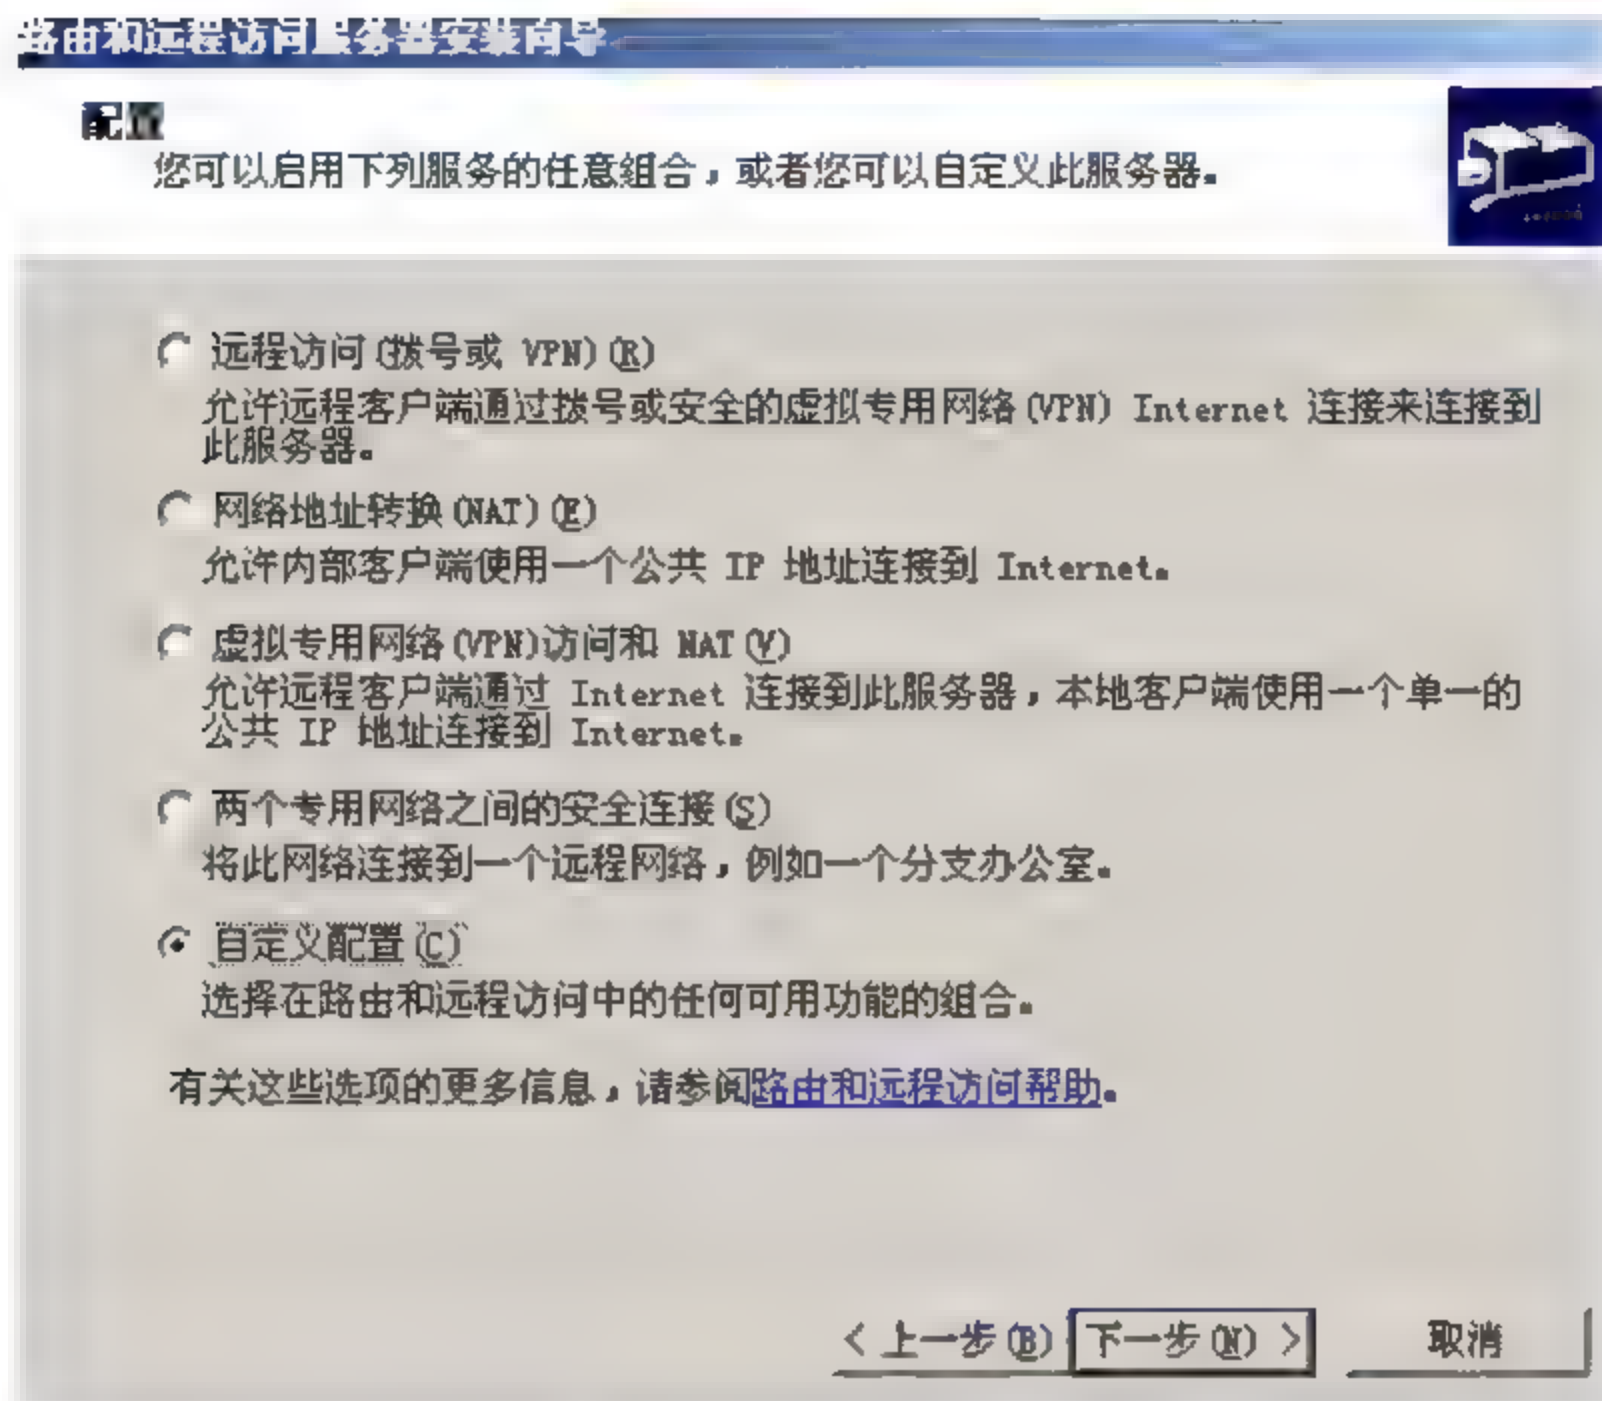 路由和远程访问服务器安装向导
配置
您可以启用下列服务的任意组合，或者您可以自定义此服务器。
远程访问(拨号或 VPN)(R)
允许远程客户端通过拨号或安全的虚拟专用网络(VPN) Internet 连接来连接到
此服务器。
网络地址转换(NAT)(E)
允许内部客户端使用一个公共 IP 地址连接到 Internet。
虚拟专用网络(VPN)访问和 NAT(V)
允许远程客户端通过 Internet 连接到此服务器，本地客户端使用一个单一的
公共 IP 地址连接到 Internet。
两个专用网络之间的安全连接(S)
将此网络连接到一个远程网络，例如一个分支办公室。
自定义配置(C)
选择在路由和远程访问中的任何可用功能的组合。
有关这些选项的更多信息，请参阅路由和远程访问帮助。
< 上一步(B) 下一步(N) > 取消